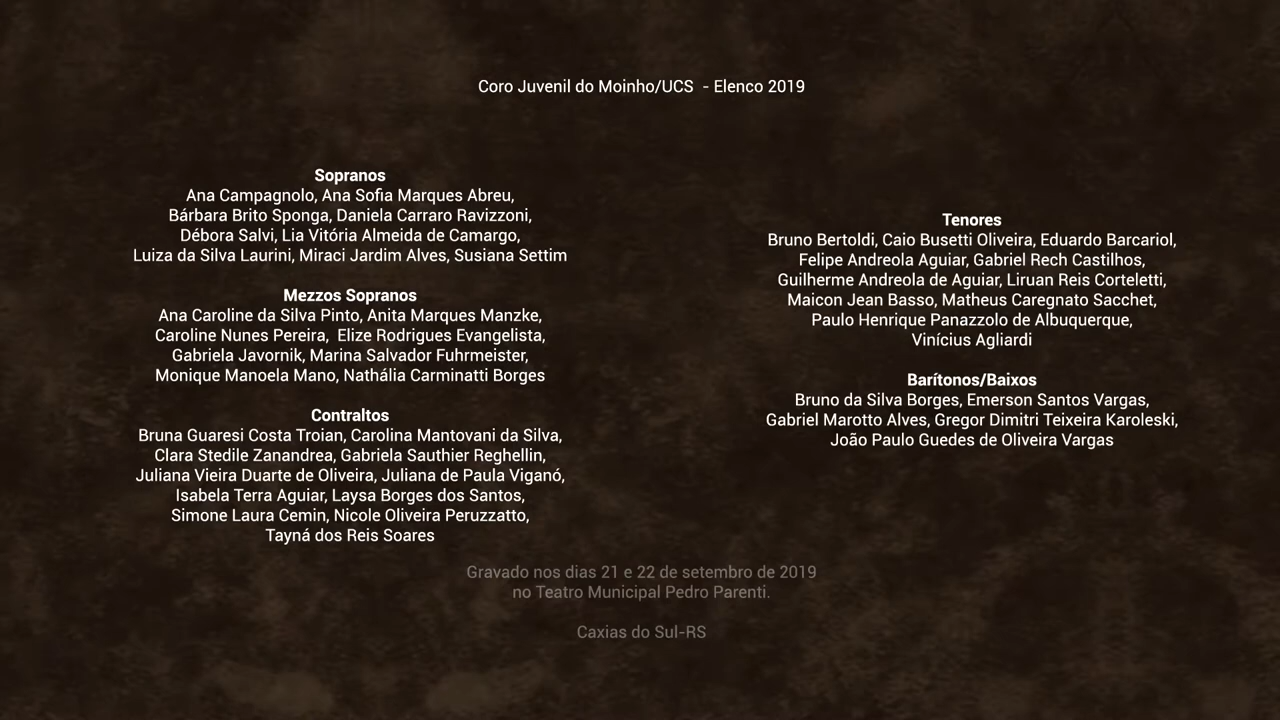 Coro Juvenil do Moinho/UCS  - Elenco 2019
Sopranos
Ana Campagnolo, Ana Sofia Marques Abreu,
Bárbara Brito Sponga, Daniela Carraro Ravizzoni,
Débora Salvi, Lia Vitória Almeida de Camargo,
Luiza da Silva Laurini, Miraci Jardim Alves, Susiana Settim
Mezzos Sopranos
Ana Caroline da Silva Pinto, Anita Marques Manzke,
Caroline Nunes Pereira,  Elize Rodrigues Evangelista,
Gabriela Javornik, Marina Salvador Fuhrmeister,
Monique Manoela Mano, Nathália Carminatti Borges
Contraltos
Bruna Guaresi Costa Troian, Carolina Mantovani da Silva,
Clara Stedile Zanandrea, Gabriela Sauthier Reghellin,
Juliana Vieira Duarte de Oliveira, Juliana de Paula Viganó,
Isabela Terra Aguiar, Laysa Borges dos Santos,
Simone Laura Cemin, Nicole Oliveira Peruzzatto,
Tayná dos Reis Soares
Tenores
Bruno Bertoldi, Caio Busetti Oliveira, Eduardo Barcariol,
Felipe Andreola Aguiar, Gabriel Rech Castilhos,
Guilherme Andreola de Aguiar, Liruan Reis Corteletti,
Maicon Jean Basso, Matheus Caregnato Sacchet,
Paulo Henrique Panazzolo de Albuquerque,
Vinícius Agliardi
Barítonos/Baixos
Bruno da Silva Borges, Emerson Santos Vargas,
Gabriel Marotto Alves, Gregor Dimitri Teixeira Karoleski,
João Paulo Guedes de Oliveira Vargas
Gravado nos dias 21 e 22 de setembro de 2019
no Teatro Municipal Pedro Parenti.
Caxias do Sul-RS